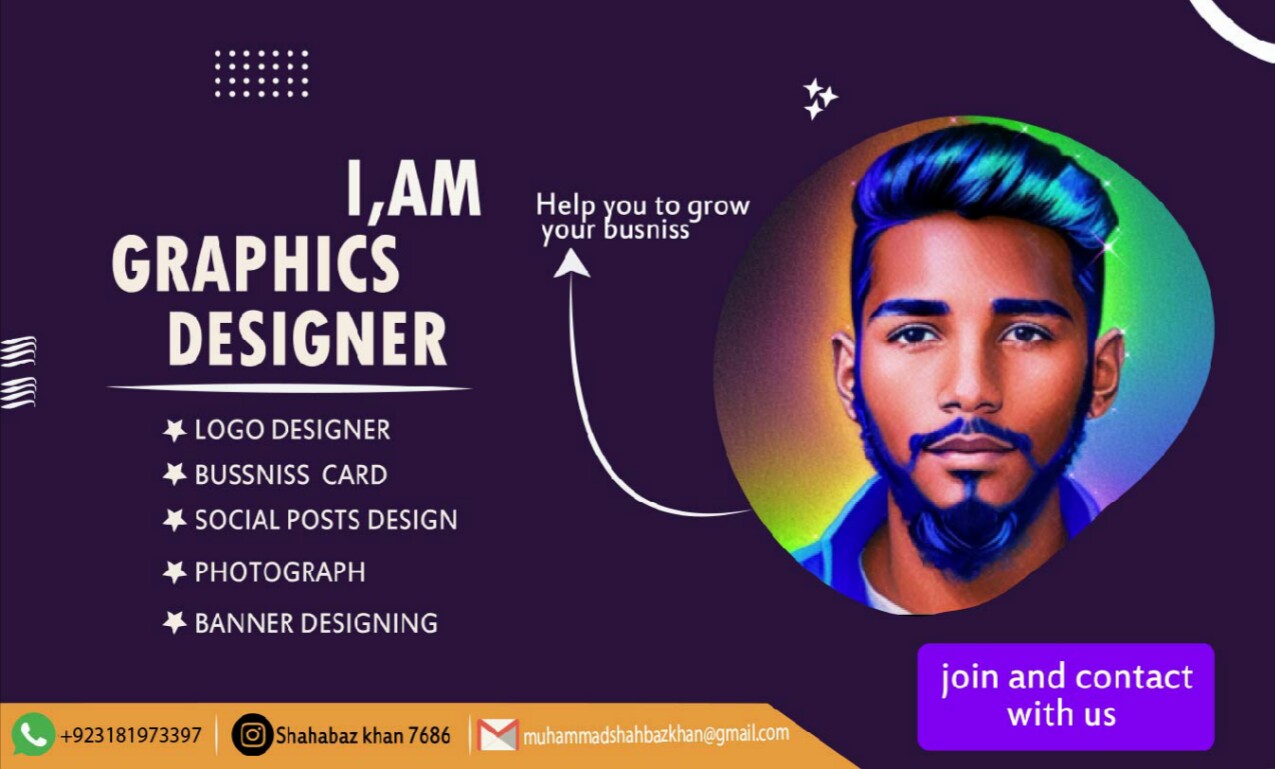 I,AM
GRAPHICS
DESIGNER
Help you to grow
your busniss
LOGO DESIGNER
BUSSNISS CARD
SOCIAL POSTS DESIGN
PHOTOGRAPH
BANNER DESIGNING
join and contact
with us
+923181973397
Shahabaz khan 7686
muhammadshahbazkhan@gmail.com